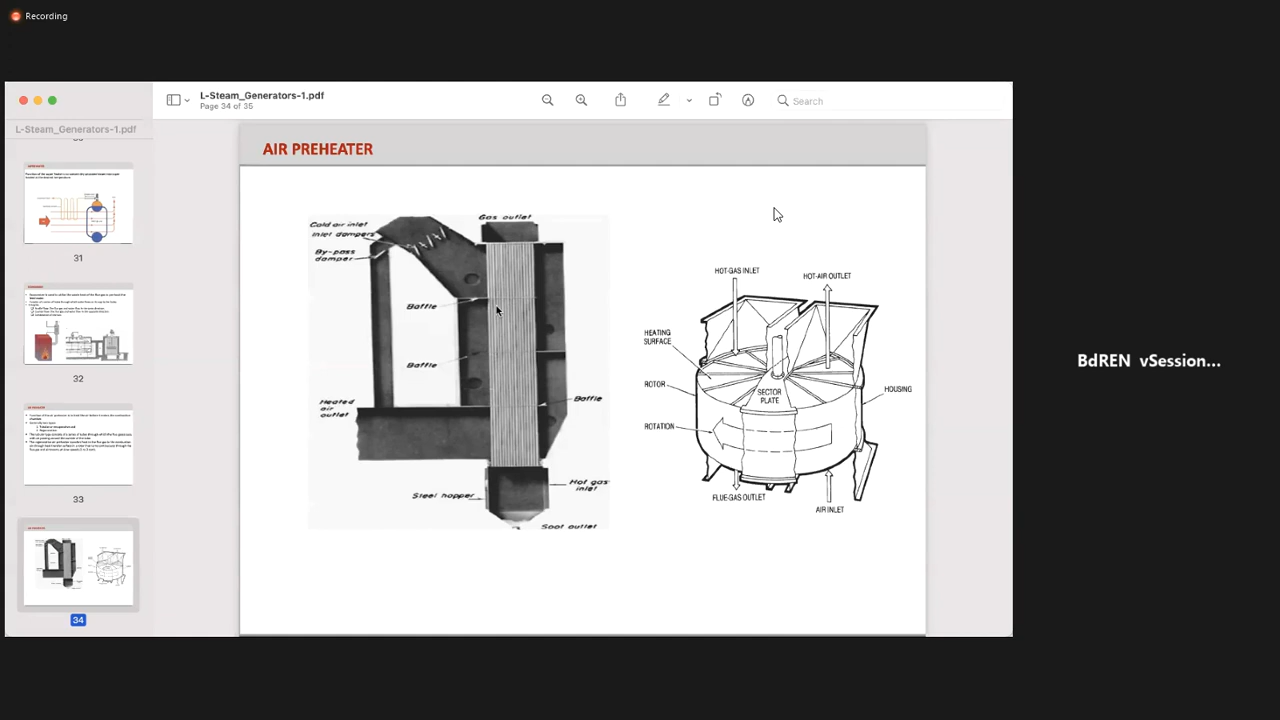 Recording
L-Steam_Generators-1.pdf
Page 34 of 35
Search
L-Steam_Generators-1.pdf
31
32
33
34
AIR PREHEATER
Gas outlet
Cold air inlet
Inlet dampers
By-pass
damper
Baffle
Baffle
Baffle
Heated
air
outlet
Steel hopper
Hot gas
inlet
Soot outlet
HOT-GAS INLET
HOT-AIR OUTLET
HEATING
SURFACE
ROTOR
SECTOR
PLATE
HOUSING
ROTATION
FLUE-GAS OUTLET
AIR INLET
BdREN vSession...